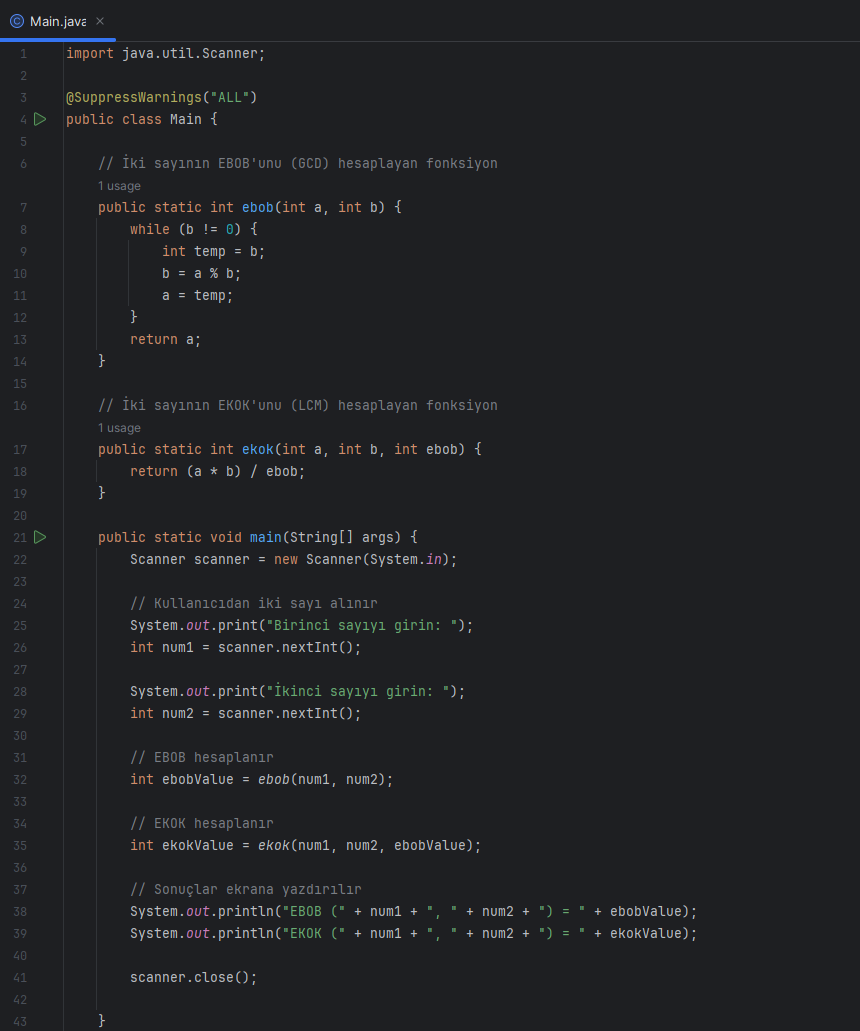 Main.java
1 import java.util.Scanner;
2
3 @SuppressWarnings("ALL")
4 public class Main {
5
6 // İki sayının EBOB'unu (GCD) hesaplayan fonksiyon
1 usage
7 public static int ebob(int a, int b) {
8 while (b != 0) {
9 int temp = b;
10 b = a % b;
11 a = temp;
12 }
13 return a;
14 }
15
16 // İki sayının EKOK'unu (LCM) hesaplayan fonksiyon
1 usage
17 public static int ekok(int a, int b, int ebob) {
18 return (a * b) / ebob;
19 }
20
21 public static void main(String[] args) {
22 Scanner scanner = new Scanner(System.in);
23
24 // Kullanıcıdan iki sayı alınır
25 System.out.print("Birinci sayıyı girin: ");
26 int num1 = scanner.nextInt();
27
28 System.out.print("İkinci sayıyı girin: ");
29 int num2 = scanner.nextInt();
30
31 // EBOB hesaplanır
32 int ebobValue = ebob(num1, num2);
33
34 // EKOK hesaplanır
35 int ekokValue = ekok(num1, num2, ebobValue);
36
37 // Sonuçlar ekrana yazdırılır
38 System.out.println("EBOB (" + num1 + ", " + num2 + ") = " + ebobValue);
39 System.out.println("EKOK (" + num1 + ", " + num2 + ") = " + ekokValue);
40
41 scanner.close();
42
43 }